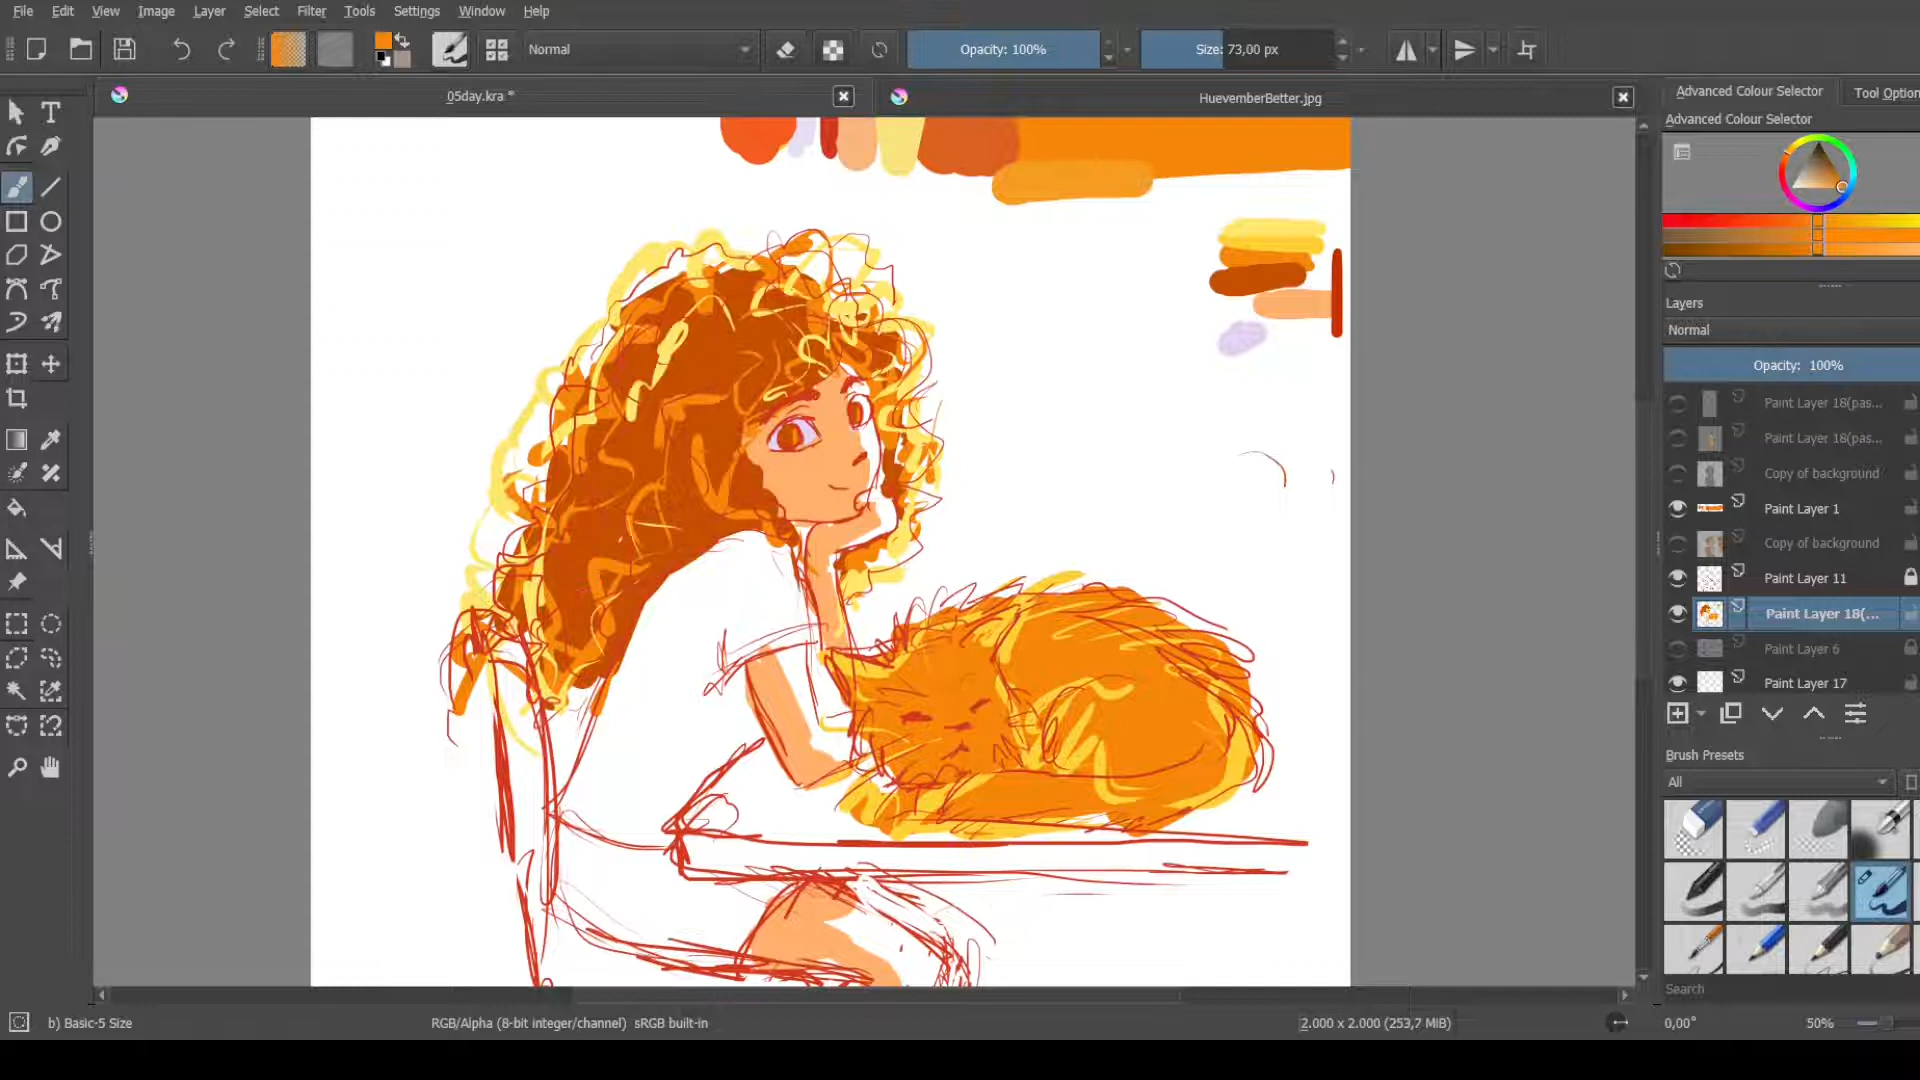 File Edit View Image Layer Select Filter Tools Settings Window Help
Normal
Opacity: 100%
Size: 73,00 px
05day.kra *
HuevemberBetter.jpg
Advanced Colour Selector
Tool Option
Advanced Colour Selector
Layers
Normal
Opacity: 100%
Paint Layer 18(pas...
Paint Layer 18(pas...
Copy of background
Paint Layer 1
Copy of background
Paint Layer 11
Paint Layer 18(...
Paint Layer 6
Paint Layer 17
Brush Presets
All
Search
b) Basic-5 Size
RGB/Alpha (8-bit integer/channel) sRGB built-in
2.000 x 2.000 (253,7 MiB)
0,00°
50%